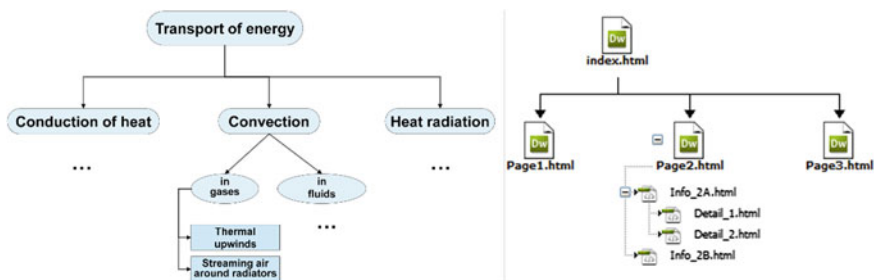 Transport of energy
Conduction of heat
Convection
Heat radiation
...
...
in
gases
in
fluids
...
Thermal
upwinds
Streaming air
around radiators
Dw
index.html
Dw
Page1.html
Dw
Page2.html
Dw
Page3.html
Info_2A.html
Detail_1.html
Detail_2.html
Info_2B.html